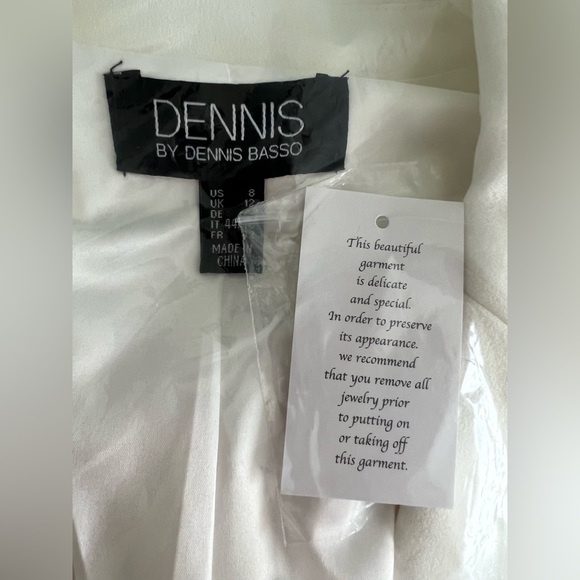 DENNIS
BY DENNIS BASSO
US 8
UK 12
DE
IT 44
FR
MADE IN
CHINA
This beautiful
garment
is delicate
and special.
In order to preserve
its appearance.
we recommend
that you remove all
jewelry prior
to putting on
or taking off
this garment.